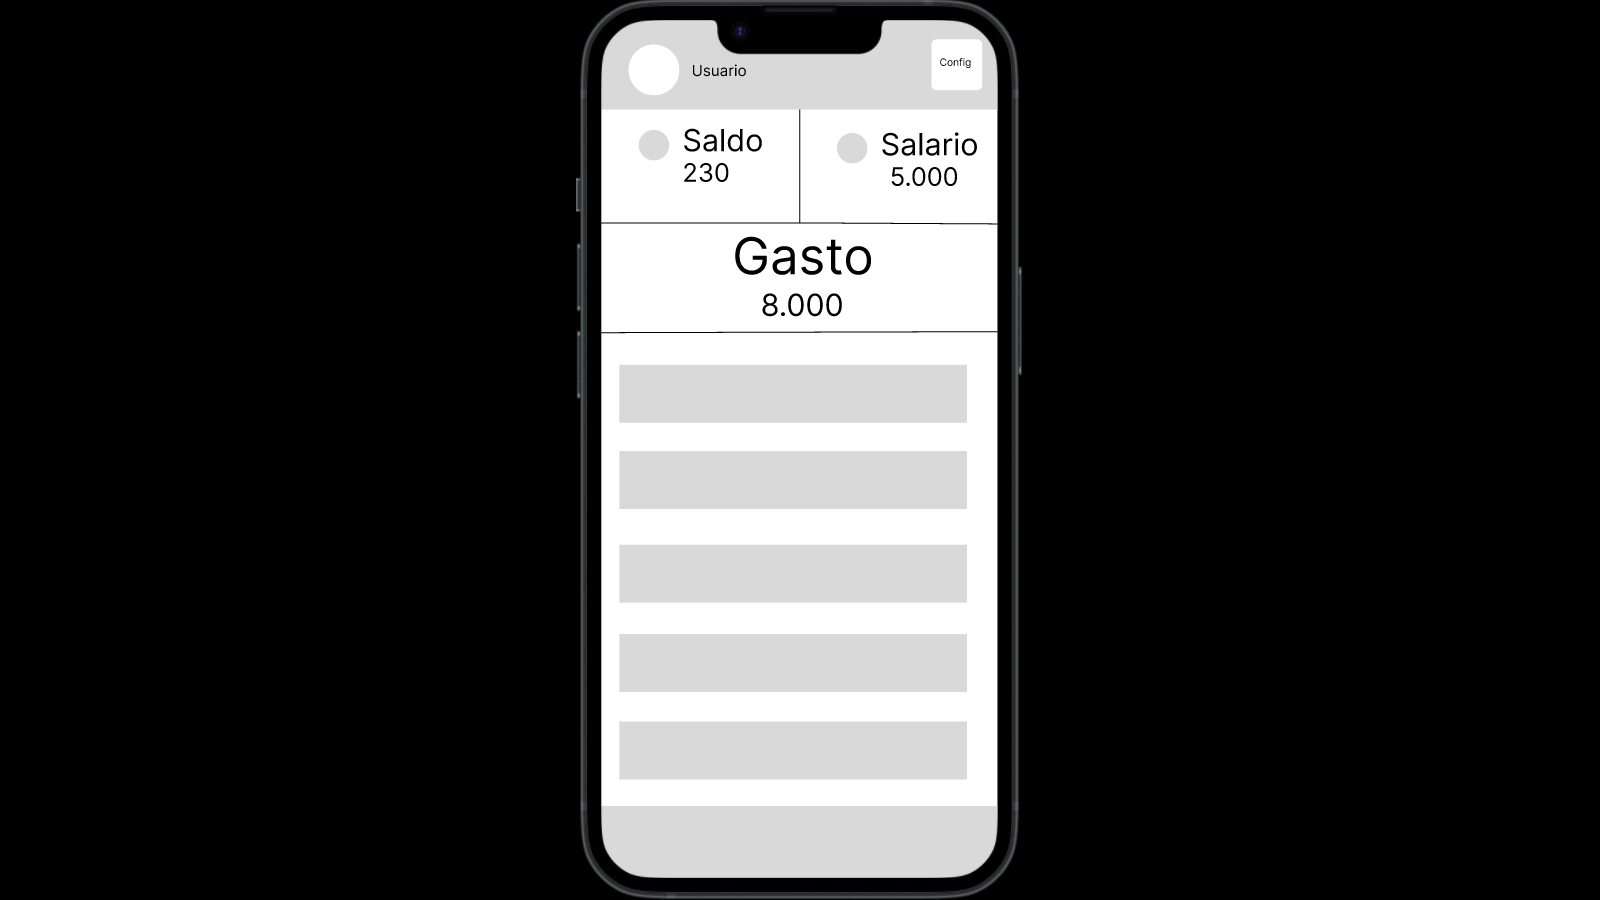 Usuario
Config
Saldo
230
Salario
5.000
Gasto
8.000